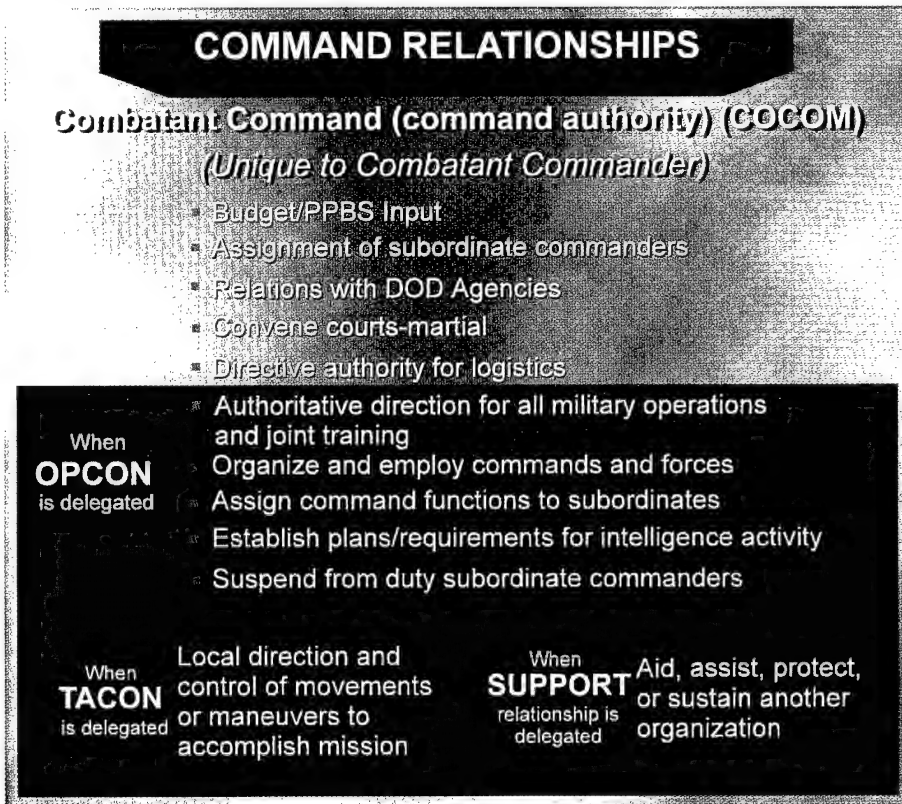 COMMAND RELATIONSHIPS
Combatant Command (command authority) (COCOM)
(Unique to Combatant Commander)
▪ Budget/PPBS Input
▪ Assignment of subordinate commanders
▪ Relations with DOD Agencies
▪ Convene courts-martial
▪ Directive authority for logistics
When
OPCON
is delegated
▪ Authoritative direction for all military operations
and joint training
▪ Organize and employ commands and forces
▪ Assign command functions to subordinates
▪ Establish plans/requirements for intelligence activity
▪ Suspend from duty subordinate commanders
When
TACON
is delegated
Local direction and
control of movements
or maneuvers to
accomplish mission
When
SUPPORT
relationship is
delegated
Aid, assist, protect,
or sustain another
organization